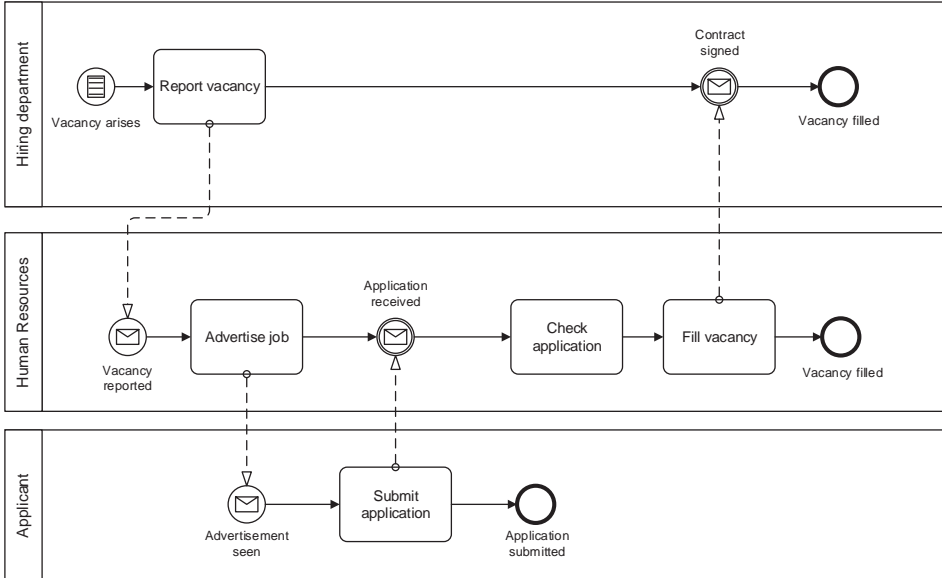 Hiring department
Vacancy arises
Report vacancy
Contract
signed
Vacancy filled
Human Resources
Vacancy
reported
Advertise job
Application
received
Check
application
Fill vacancy
Vacancy filled
Applicant
Advertisement
seen
Submit
application
Application
submitted